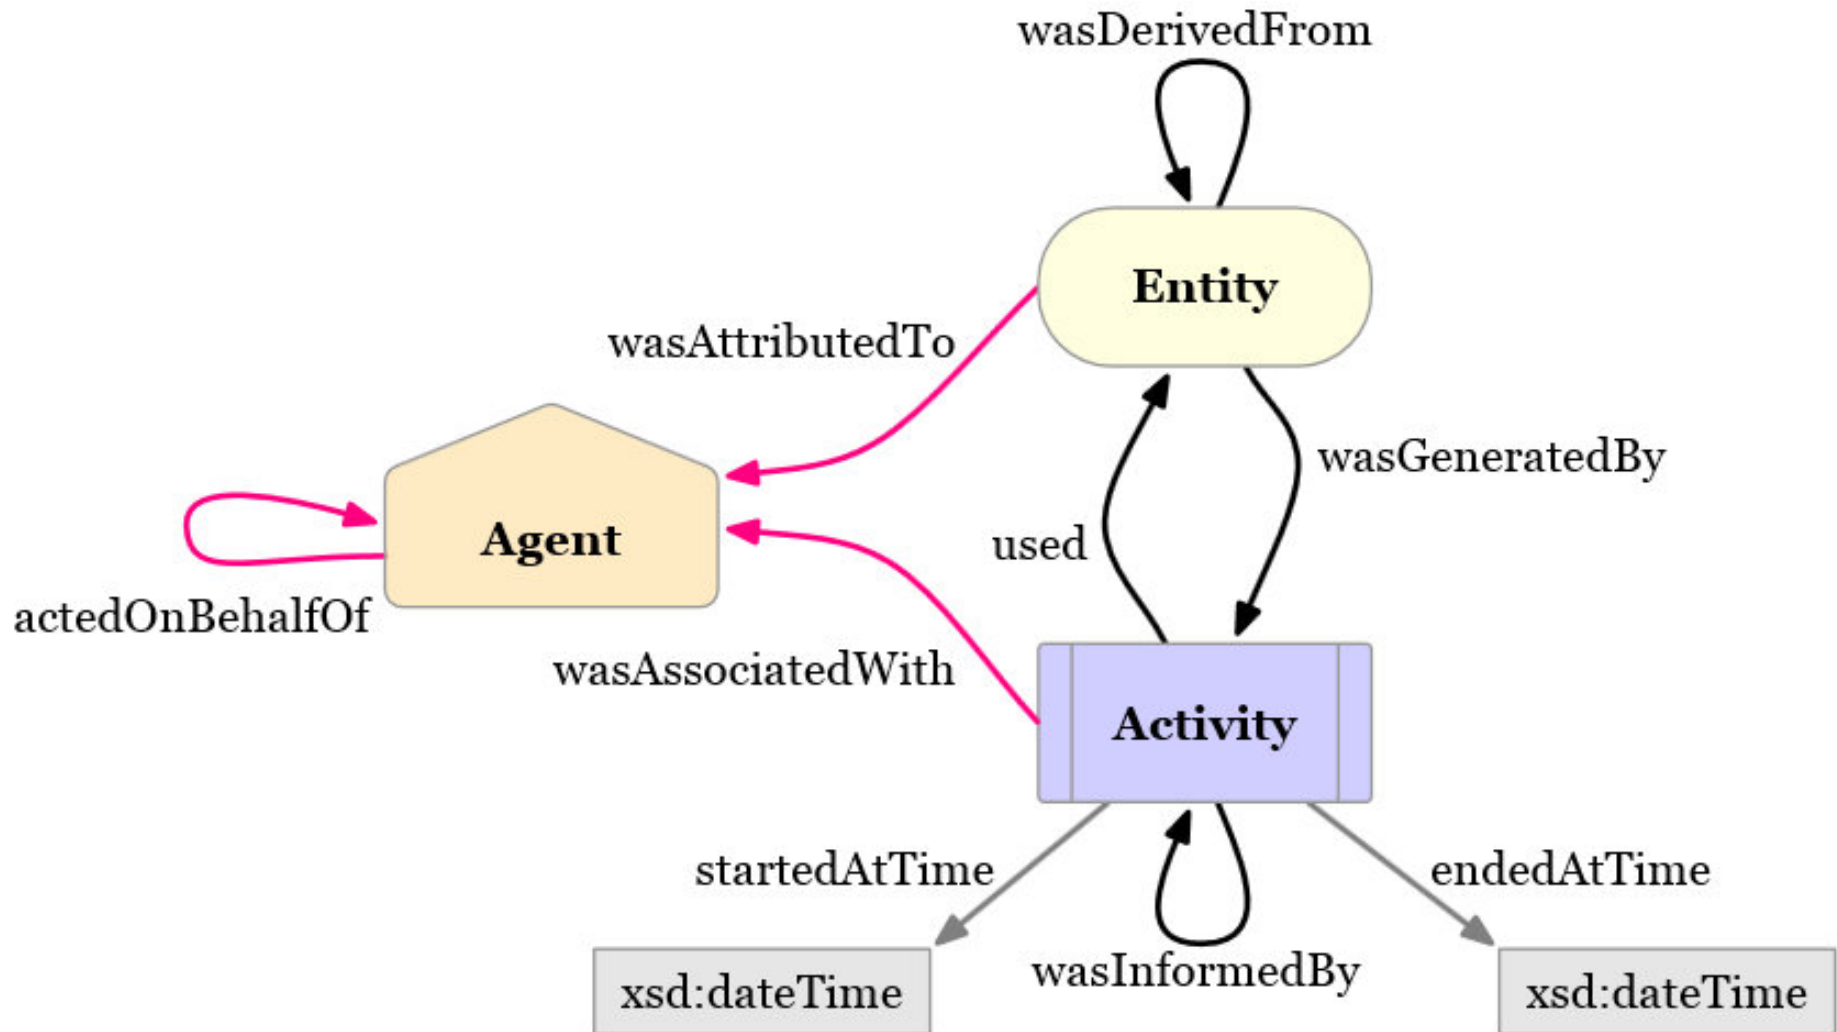 wasDerivedFrom
Entity
wasAttributedTo
wasGeneratedBy
Agent
used
actedOnBehalfOf
wasAssociatedWith
Activity
startedAtTime
endedAtTime
wasInformedBy
xsd:dateTime
xsd:dateTime